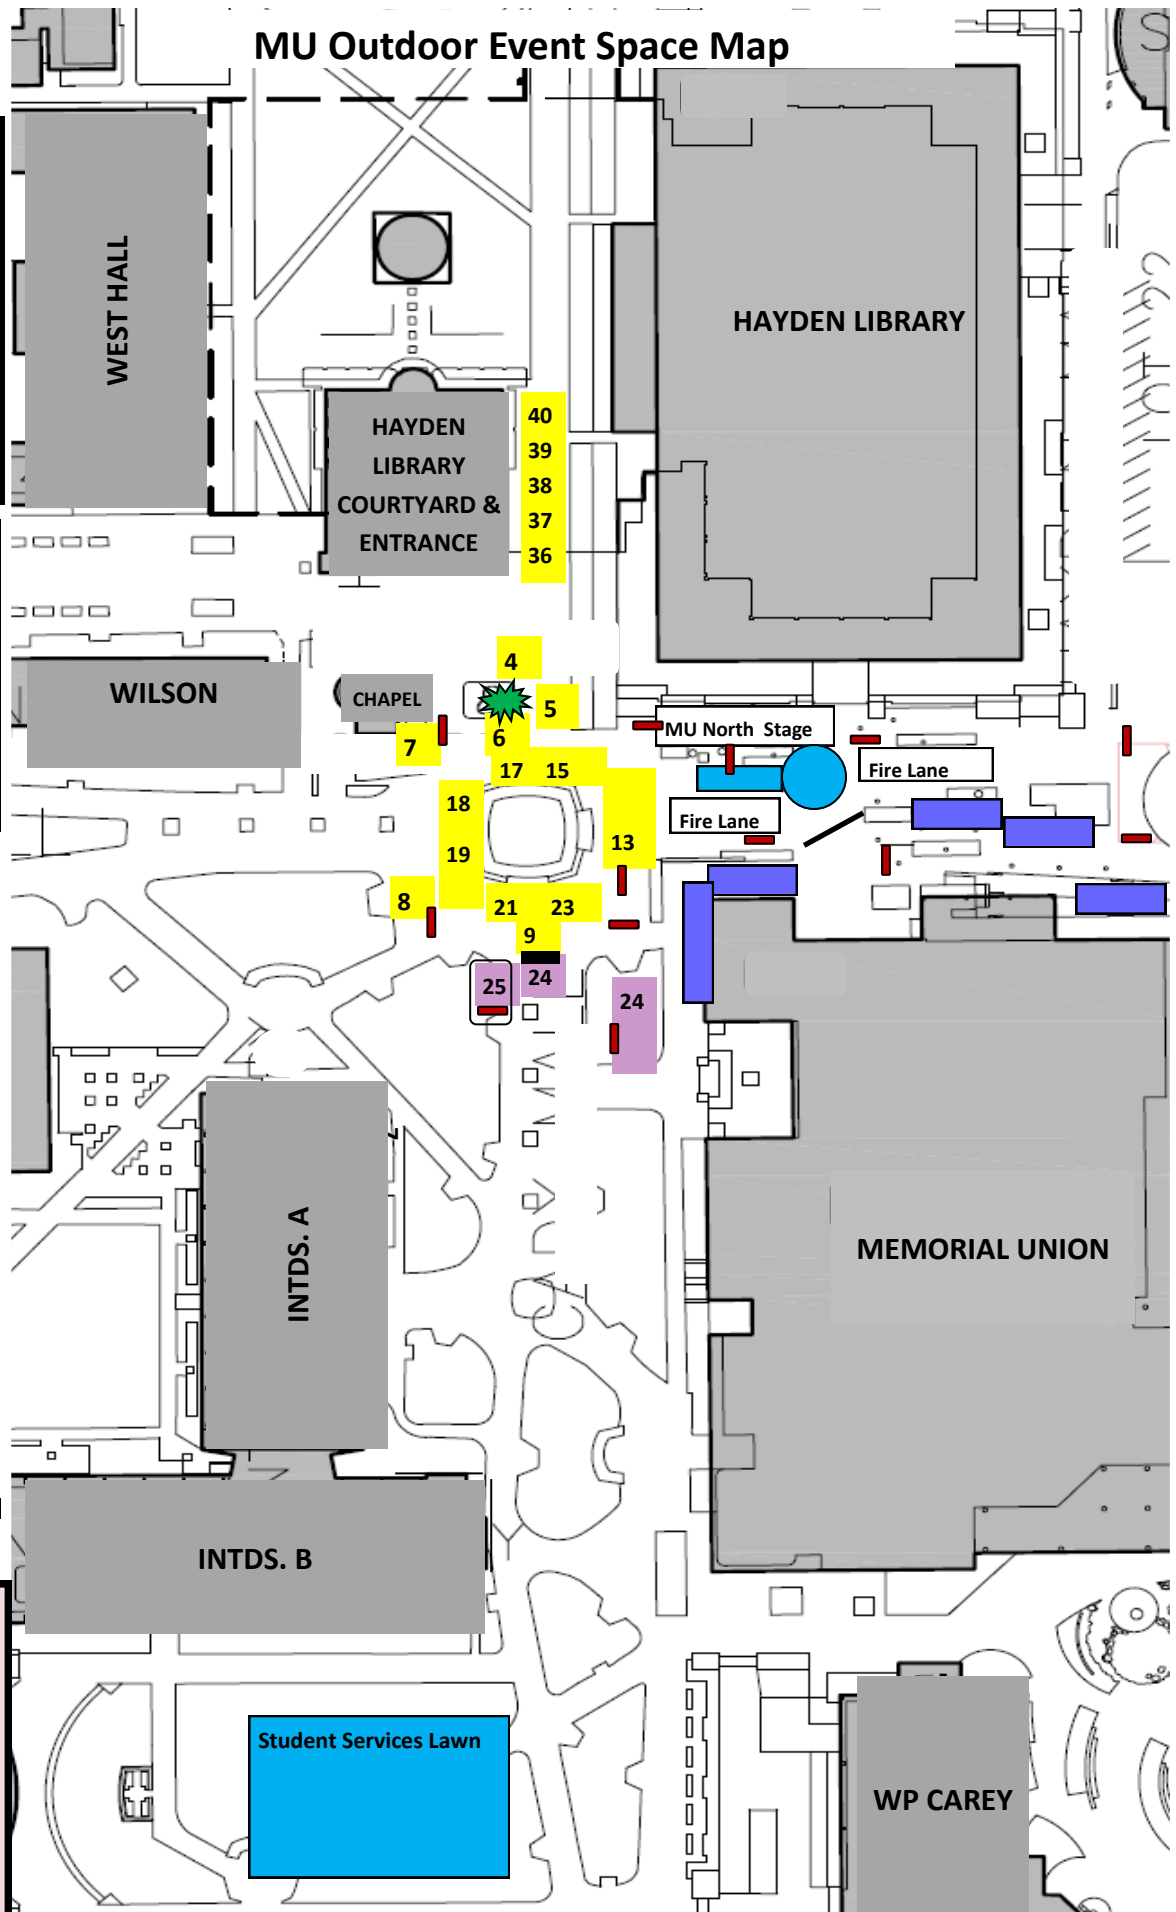 MU Outdoor Event Space Map
WEST HALL
HAYDEN LIBRARY
HAYDEN
LIBRARY
COURTYARD &
ENTRANCE
40
39
38
37
36
LOT 22
4
WILSON
CHAPEL
5
6
7
MU North  Stage
17
15
Fire Lane
18
Fire Lane
13
19
8
21
23
9
24
25
24
INTDS. A
MEMORIAL UNION
INTDS. B
Student Services Lawn
WP CAREY